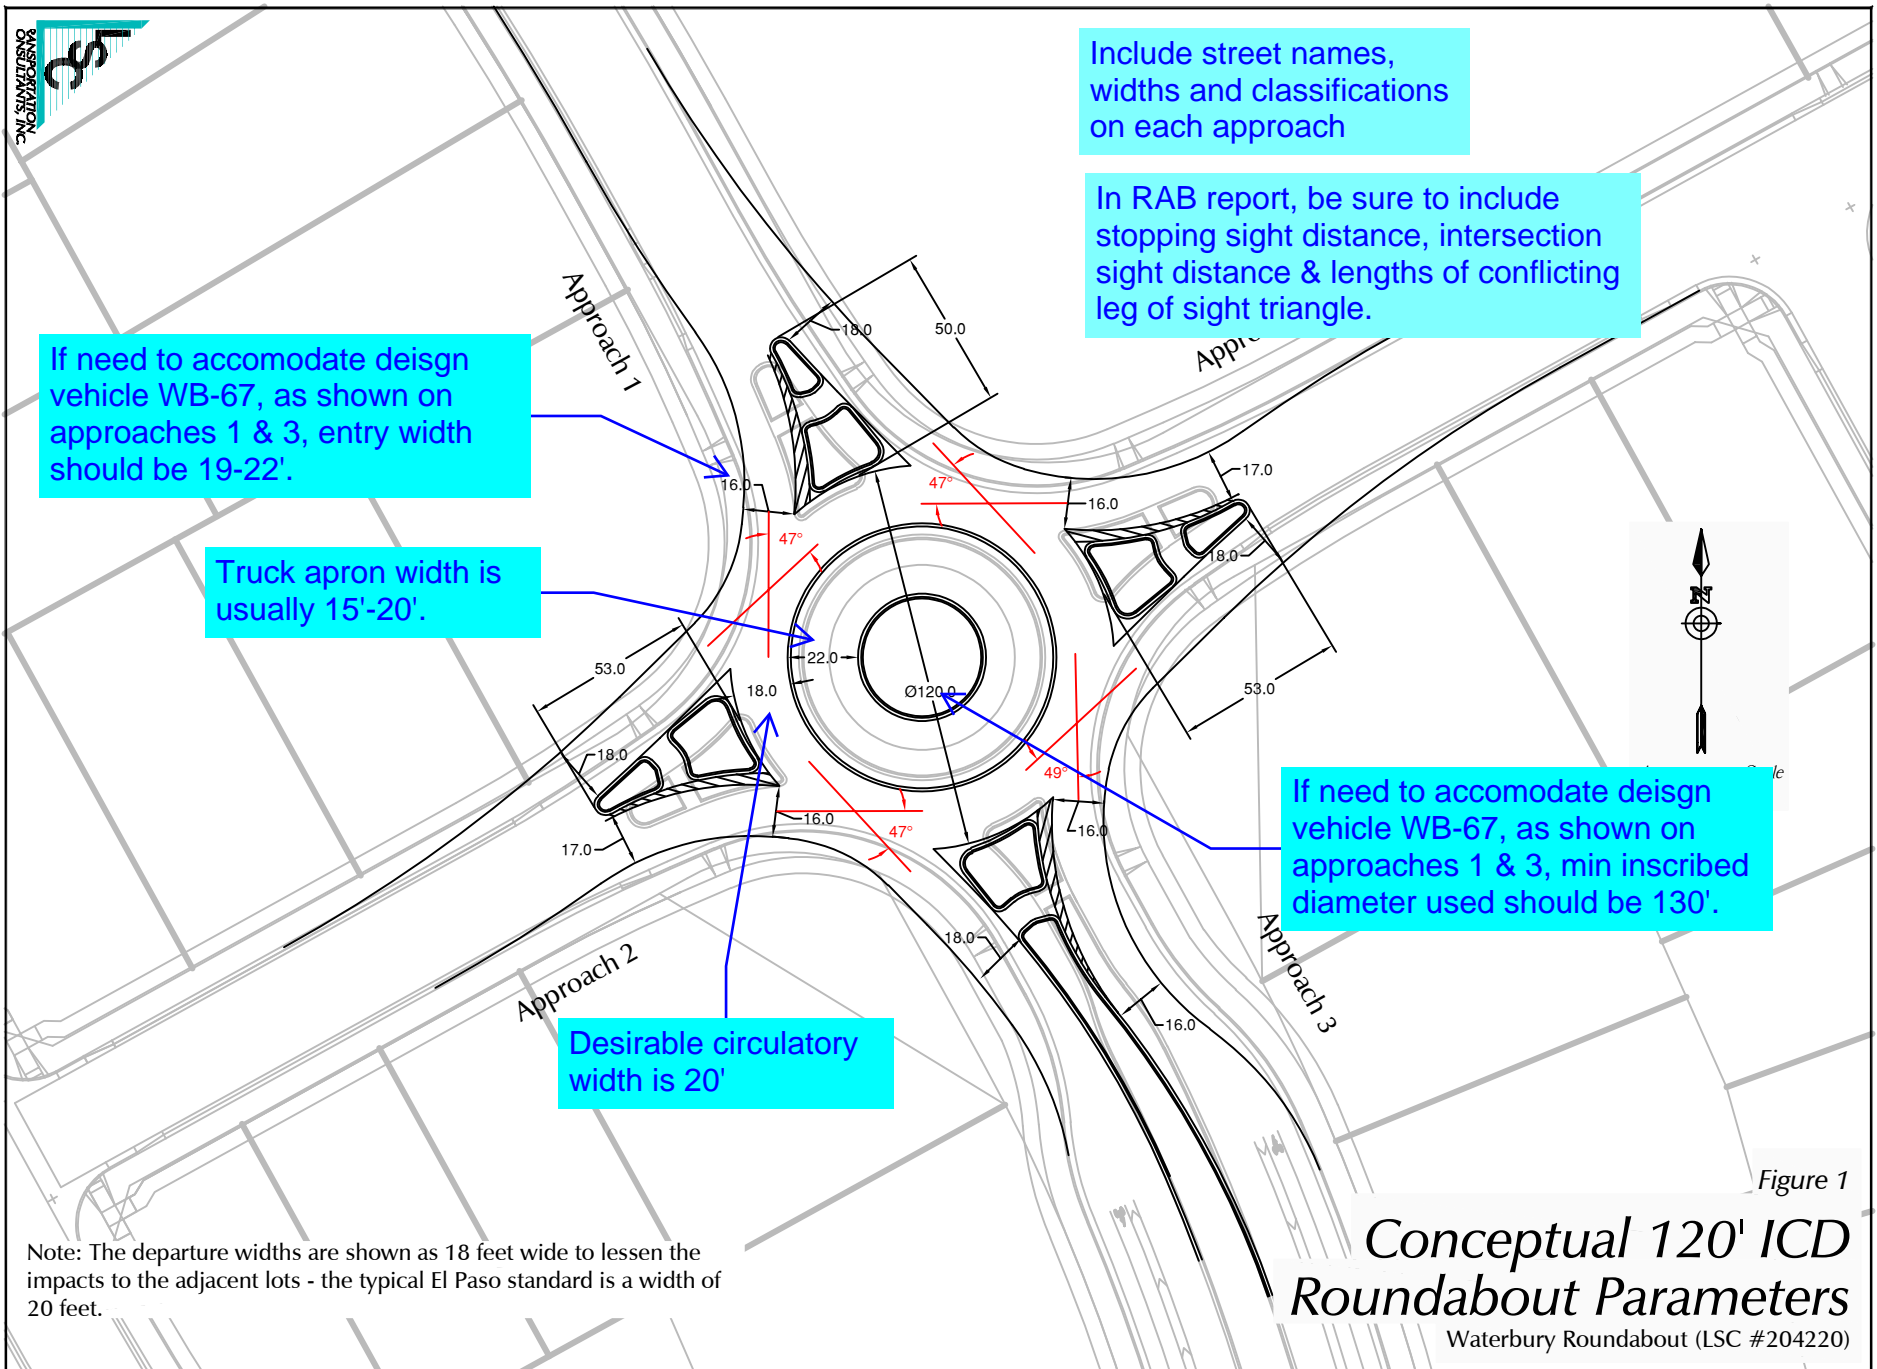 LSC
TRANSPORTATION
CONSULTANTS, INC.
Include street names,
widths and classifications
on each approach
In RAB report, be sure to include
stopping sight distance, intersection
sight distance & lengths of conflicting
leg of sight triangle.
Approach 1
18.0
50.0
If need to accomodate deisgn
vehicle WB-67, as shown on
approaches 1 & 3, entry width
should be 19-22'.
16.0
47°
17.0
16.0
47°
18.0
Truck apron width is
usually 15'-20'.
N
53.0
22.0
18.0
Ø120.0
53.0
18.0
49°
If need to accomodate deisgn
vehicle WB-67, as shown on
approaches 1 & 3, min inscribed
diameter used should be 130'.
16.0
47°
16.0
17.0
18.0
Approach 2
Approach 3
16.0
Desirable circulatory
width is 20'
Figure 1
Conceptual 120' ICD
Roundabout Parameters
Waterbury Roundabout (LSC #204220)
Note: The departure widths are shown as 18 feet wide to lessen the
impacts to the adjacent lots - the typical El Paso standard is a width of
20 feet.